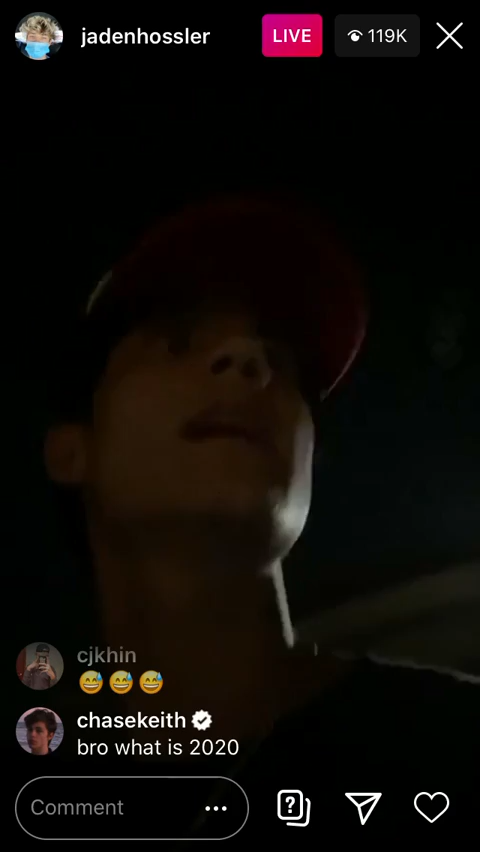 jadenhossler LIVE 119K
cjkhin
😅😅😅
chasekeith
bro what is 2020
Comment